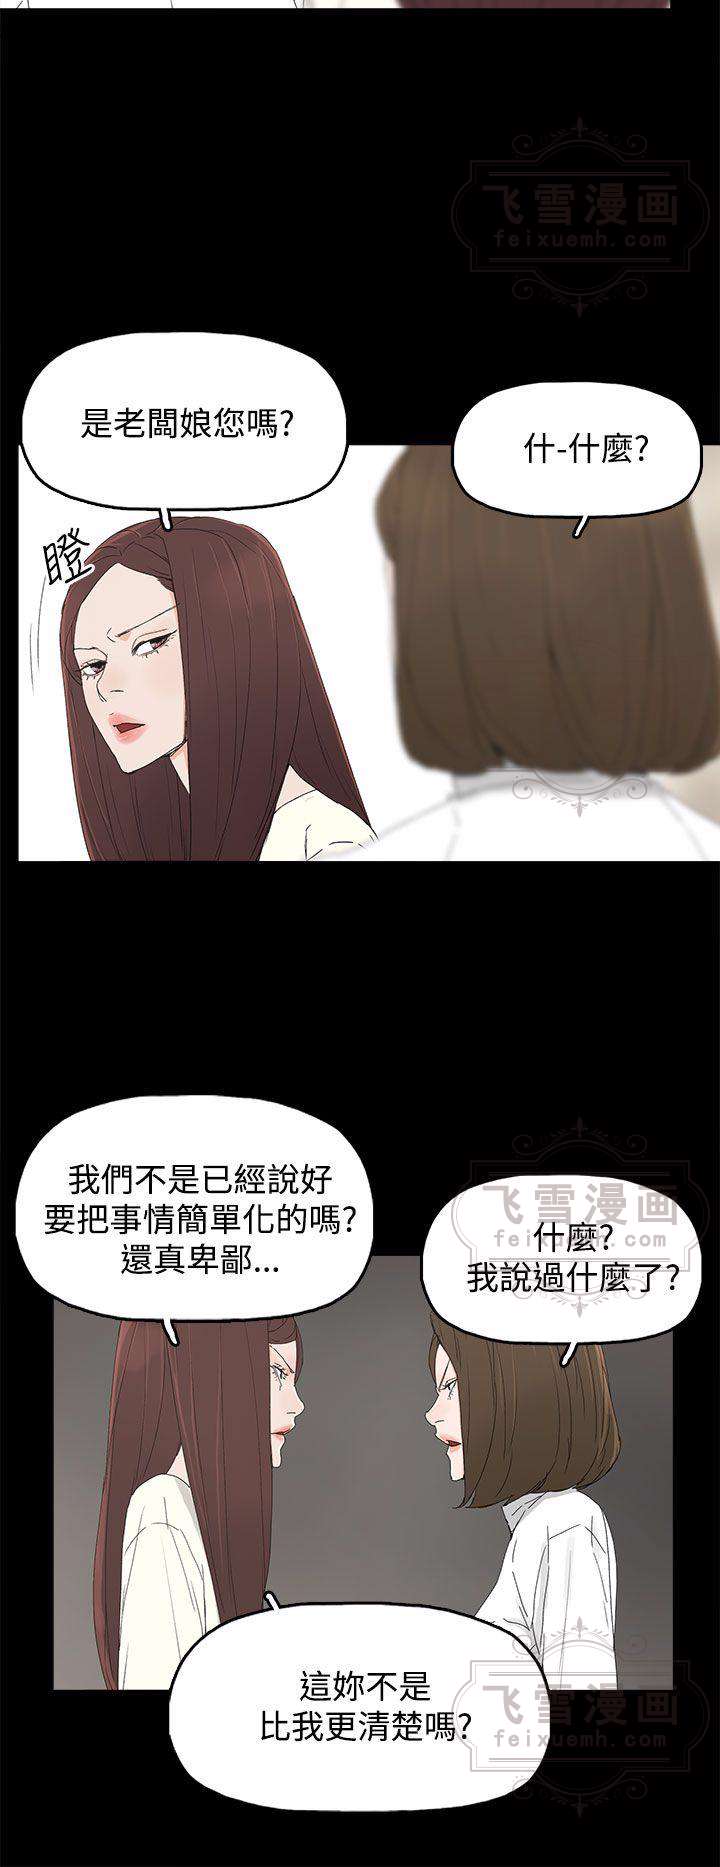 飞雪漫画
feixuemh.com
是老闆娘您嗎?
什-什麼?
瞪
我們不是已經說好
要把事情簡單化的嗎?
還真卑鄙...
飞雪漫画
什麼?
我說過什麼了?
這妳不是
比我更清楚嗎?
飞雪漫画
feixuemh.com